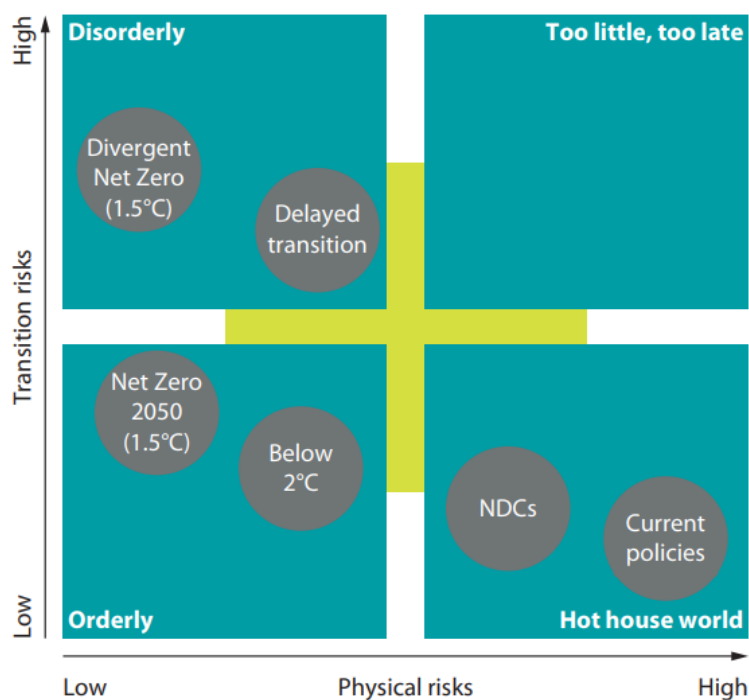 High
Disorderly
Too little, too late
Divergent
Net Zero
(1.5°C)
Delayed
transition
Transition risks
Net Zero
2050
(1.5°C)
Below
2°C
NDCs
Current
policies
Low
Orderly
Hot house world
Low
Physical risks
High